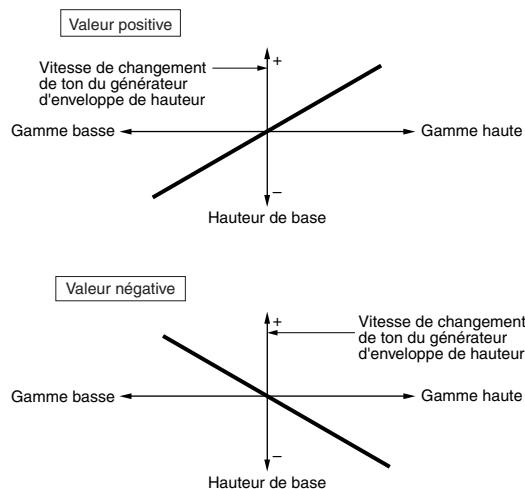 Valeur positive
+
Vitesse de changement
de ton du générateur
d'enveloppe de hauteur
Gamme basse
Gamme haute
–
Hauteur de base
Valeur négative
+
Vitesse de changement
de ton du générateur
d'enveloppe de hauteur
Gamme basse
Gamme haute
–
Hauteur de base